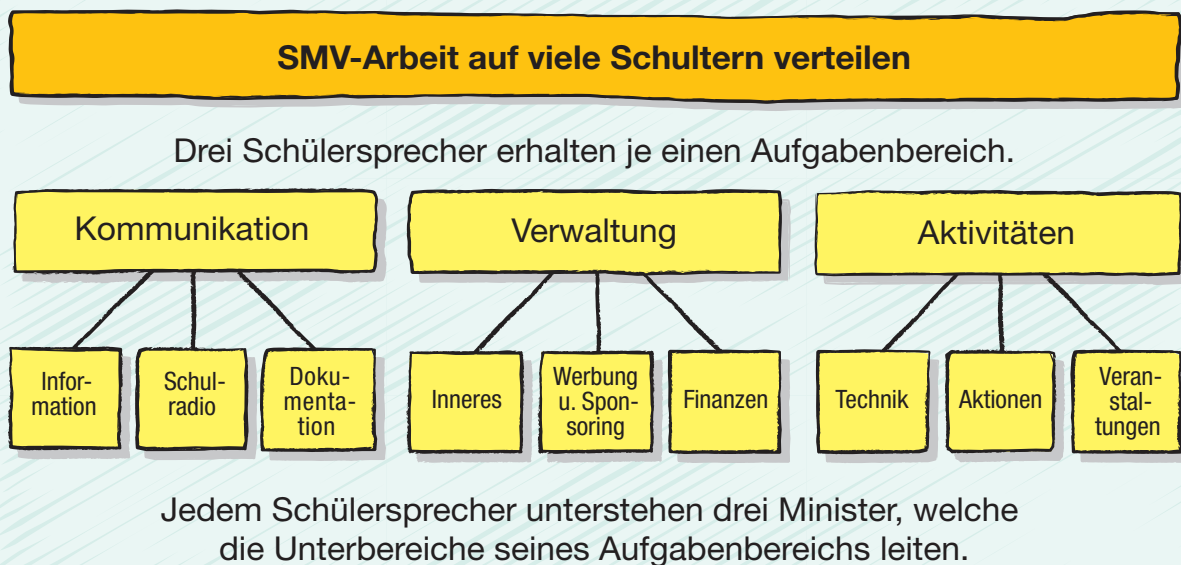 SMV-Arbeit auf viele Schultern verteilen
Drei Schülersprecher erhalten je einen Aufgabenbereich.
Kommunikation
Verwaltung
Aktivitäten
Infor-
mation
Schul-
radio
Doku-
menta-
tion
Inneres
Werbung
u. Spon-
soring
Finanzen
Technik
Aktionen
Veran-
stal-
tungen
Jedem Schülersprecher unterstehen drei Minister, welche
die Unterbereiche seines Aufgabenbereichs leiten.